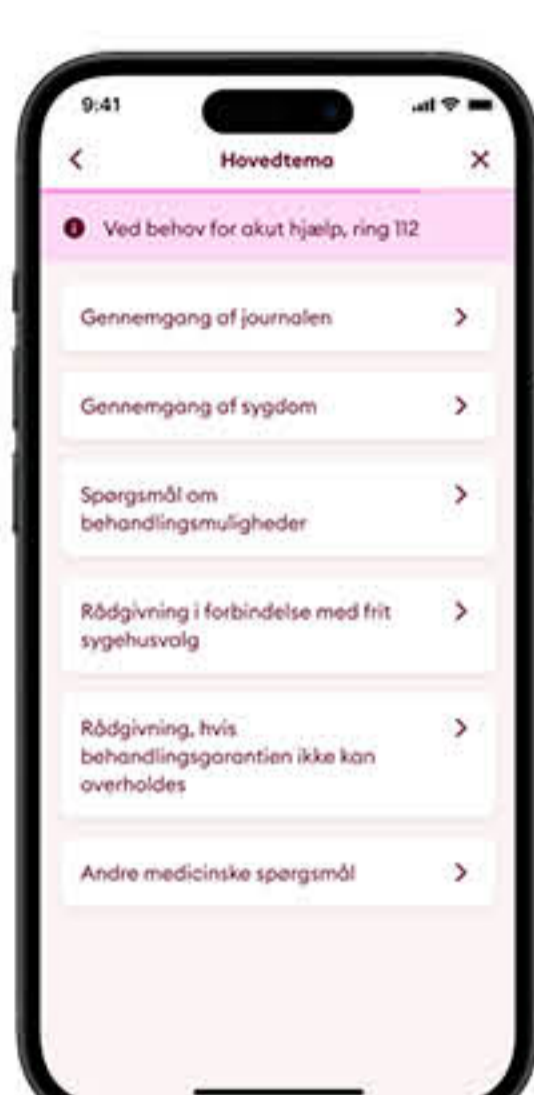 9:41
Hovedtema
Ved behov for akut hjælp, ring 112
Gennemgang af journalen
Gennemgang af sygdom
Spørgsmål om
behandlingsmuligheder
Rådgivning i forbindelse med frit
sygehusvalg
Rådgivning, hvis
behandlingsgarantien ikke kan
overholdes
Andre medicinske spørgsmål